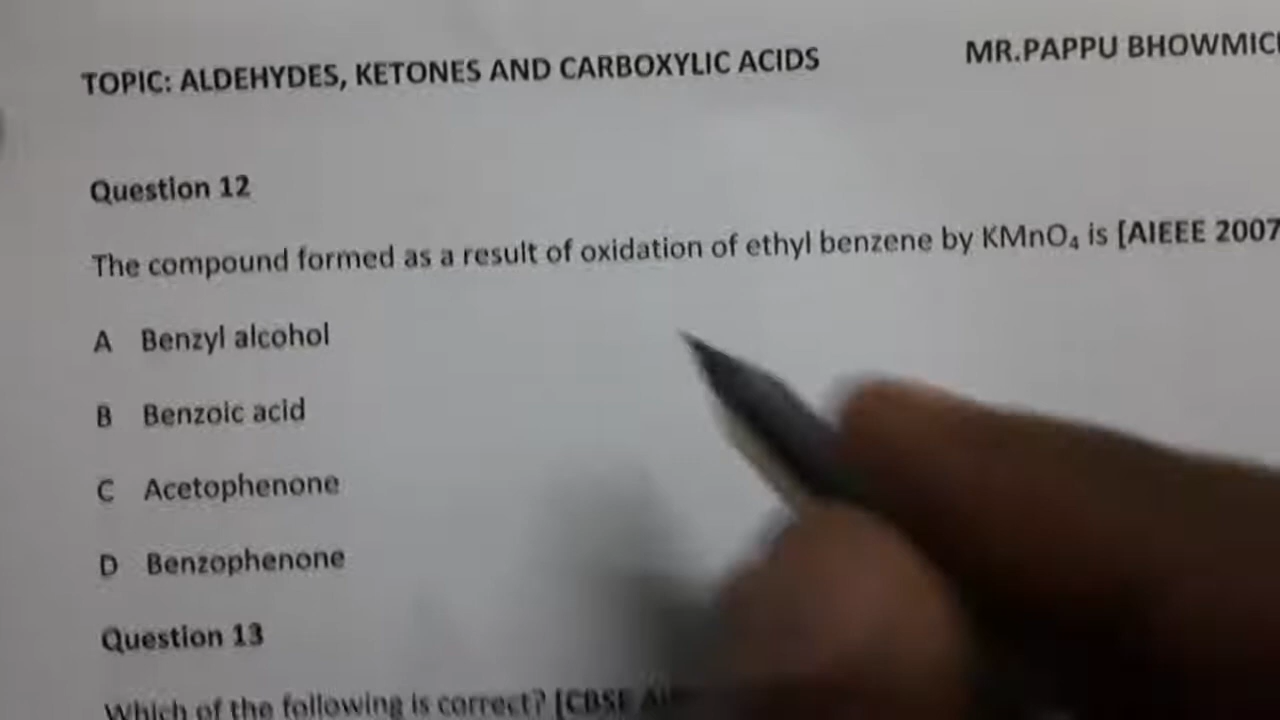 TOPIC: ALDEHYDES, KETONES AND CARBOXYLIC ACIDS MR.PAPPU BHOWMIC
Question 12
The compound formed as a result of oxidation of ethyl benzene by KMnO₄ is [AIEEE 2007
A Benzyl alcohol
B Benzoic acid
C Acetophenone
D Benzophenone
Question 13
Which of the following is correct? [CBSE